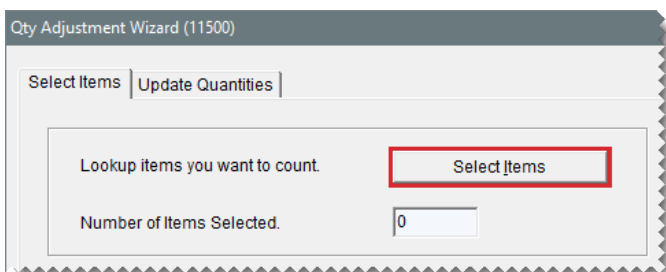 Qty Adjustment Wizard (11500)
Select Items Update Quantities
Lookup items you want to count. Select Items
Number of Items Selected. 0